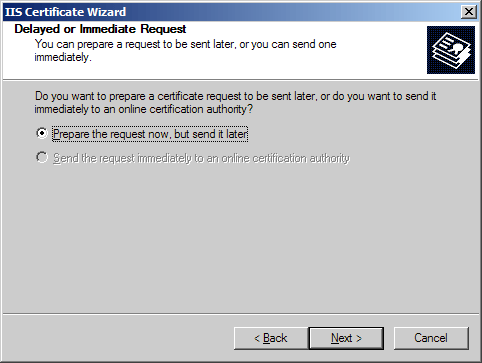 IIS Certificate Wizard
Delayed or Immediate Request
You can prepare a request to be sent later, or you can send one
immediately.
Do you want to prepare a certificate request to be sent later, or do you want to send it
immediately to an online certification authority?
Prepare the request now, but send it later
Send the request immediately to an online certification authority
< Back
Next >
Cancel